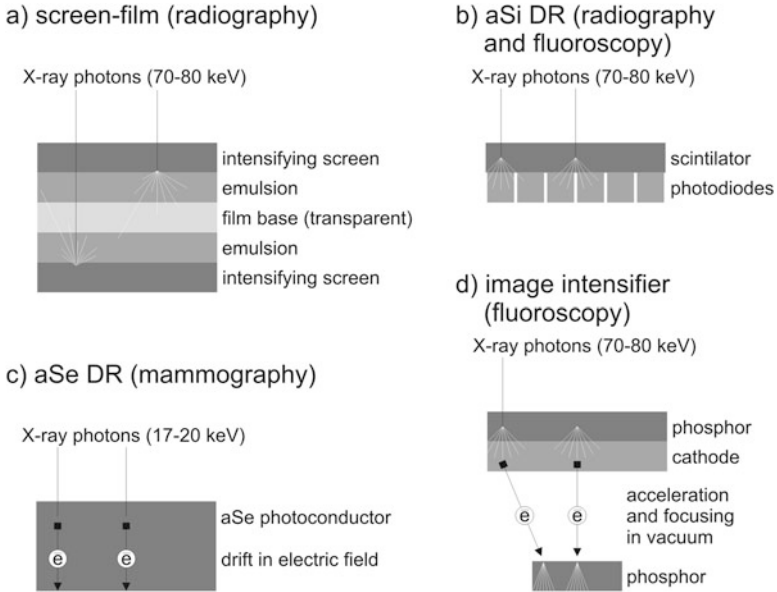 a) screen-film (radiography)
X-ray photons (70-80 keV)
intensifying screen
emulsion
film base (transparent)
emulsion
intensifying screen
b) aSi DR (radiography
and fluoroscopy)
X-ray photons (70-80 keV)
scintilator
photodiodes
c) aSe DR (mammography)
X-ray photons (17-20 keV)
aSe photoconductor
e e drift in electric field
d) image intensifier
(fluoroscopy)
X-ray photons (70-80 keV)
phosphor
cathode
e e
acceleration
and focusing
in vacuum
phosphor